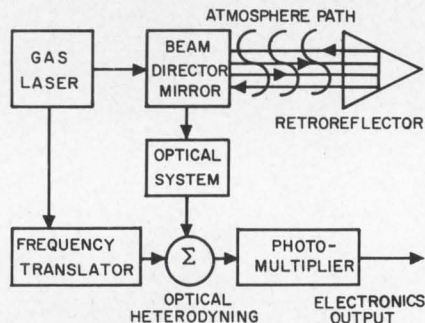 ATMOSPHERE PATH
GAS
LASER
BEAM
DIRECTOR
MIRROR
RETROREFLECTOR
OPTICAL
SYSTEM
FREQUENCY
TRANSLATOR
Σ
PHOTO-
MULTIPLIER
OPTICAL
HETERODYNING
ELECTRONICS
OUTPUT